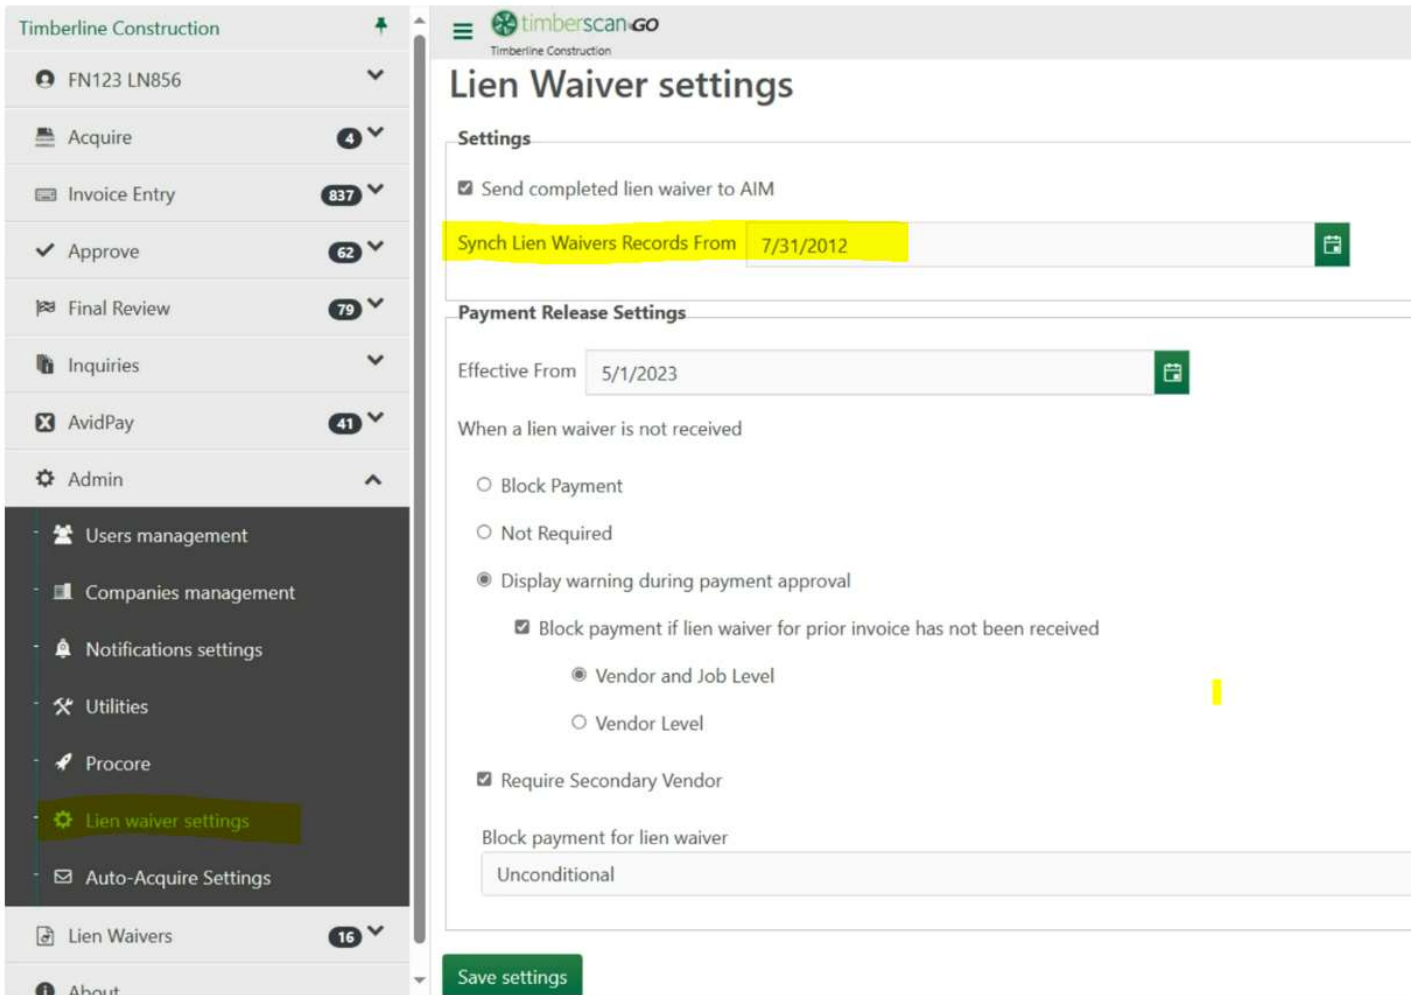 Timberline Construction
FN123 LN856
Acquire 4
Invoice Entry 837
Approve 62
Final Review 79
Inquiries
AvidPay 41
Admin
Users management
Companies management
Notifications settings
Utilities
Procore
Lien waiver settings
Auto-Acquire Settings
Lien Waivers 16
About
timberscan GO
Timberline Construction
Lien Waiver settings
Settings
Send completed lien waiver to AIM
Synch Lien Waivers Records From 7/31/2012
Payment Release Settings
Effective From 5/1/2023
When a lien waiver is not received
Block Payment
Not Required
Display warning during payment approval
Block payment if lien waiver for prior invoice has not been received
Vendor and Job Level
Vendor Level
Require Secondary Vendor
Block payment for lien waiver
Unconditional
Save settings